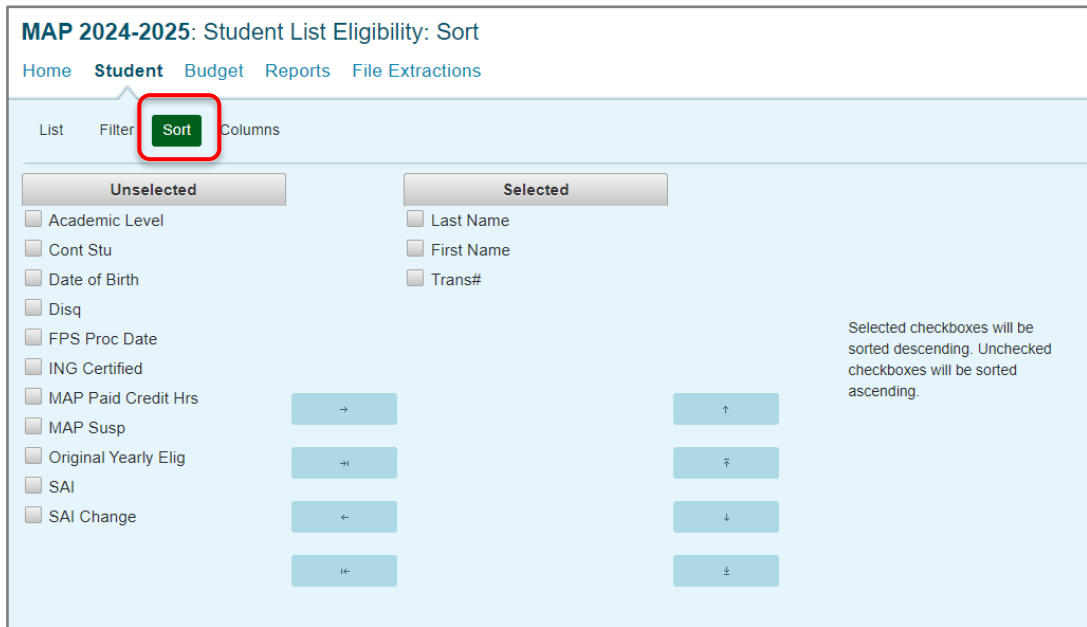 MAP 2024-2025: Student List Eligibility: Sort
Home Student Budget Reports File Extractions
List Filter Sort Columns
Unselected
Academic Level
Cont Stu
Date of Birth
Disq
FPS Proc Date
ING Certified
MAP Paid Credit Hrs
MAP Susp
Original Yearly Elig
SAI
SAI Change
Selected
Last Name
First Name
Trans#
Selected checkboxes will be
sorted descending. Unchecked
checkboxes will be sorted
ascending.